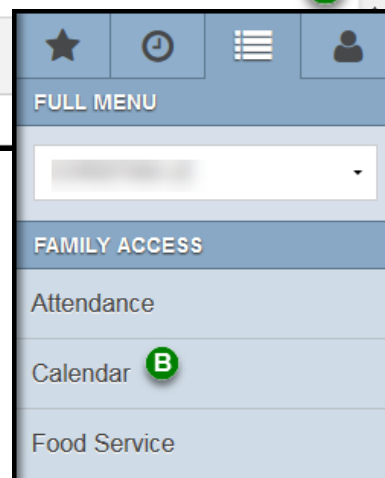 FULL MENU
FAMILY ACCESS
Attendance
Calendar B
Food Service